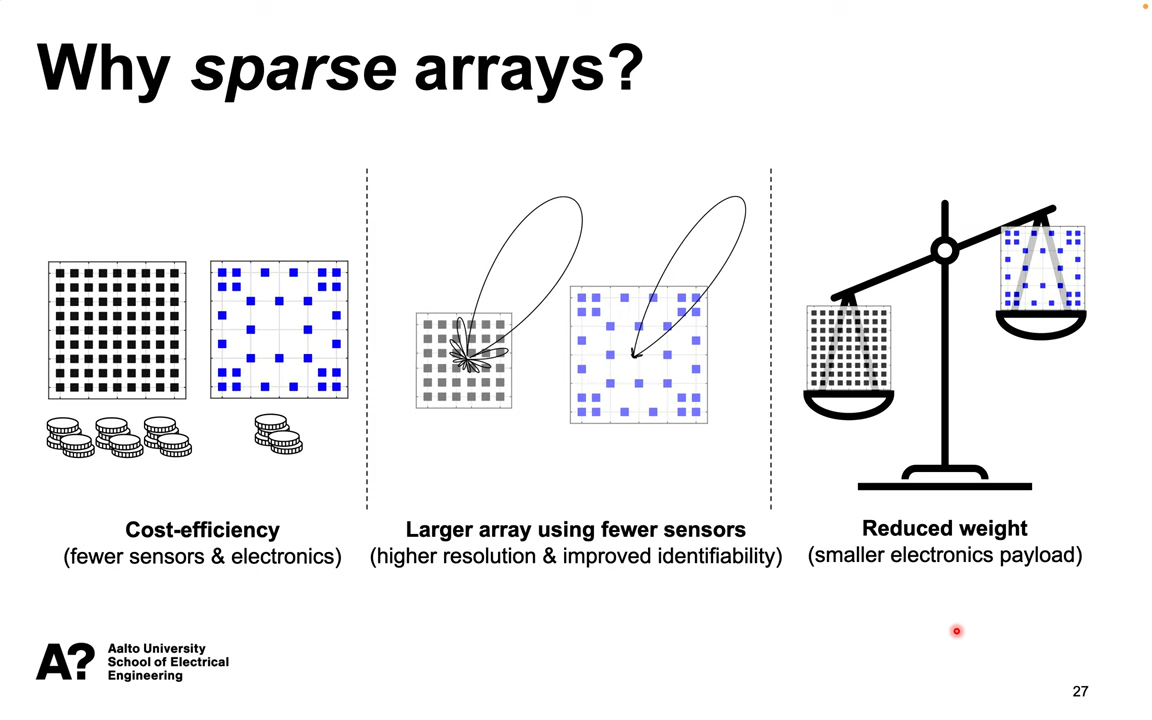 Why sparse arrays?
Cost-efficiency
(fewer sensors & electronics)
Larger array using fewer sensors
(higher resolution & improved identifiability)
Reduced weight
(smaller electronics payload)
A?
Aalto University
School of Electrical
Engineering
27